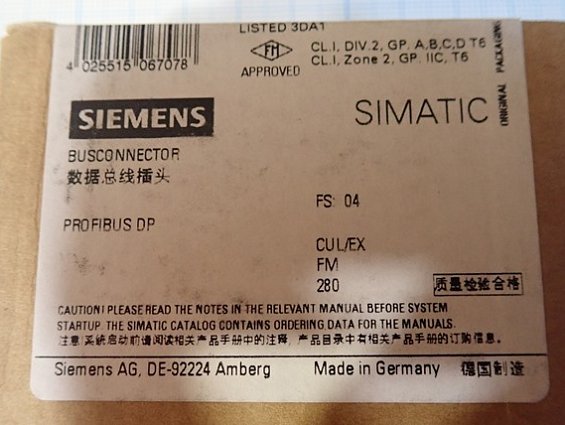 LISTED 3DA1
4 025515 067078
FM
APPROVED
CL.I, DIV.2, GP. A,B,C,D T6
CL.I, Zone 2, GP. IIC, T6
ORIGINAL PACKAGING
SIEMENS
SIMATIC
BUSCONNECTOR
数据总线插头
FS: 04
PROFIBUS DP
CUL/EX
FM
280
质量检验合格
CAUTION! PLEASE READ THE NOTES IN THE RELEVANT MANUAL BEFORE SYSTEM
STARTUP. THE SIMATIC CATALOG CONTAINS ORDERING DATA FOR THE MANUALS.
注意:系统启动前请阅读相关产品手册中的注释, 产品目录中有相关产品手册的订购信息。
Siemens AG, DE-92224 Amberg
Made in Germany 德国制造